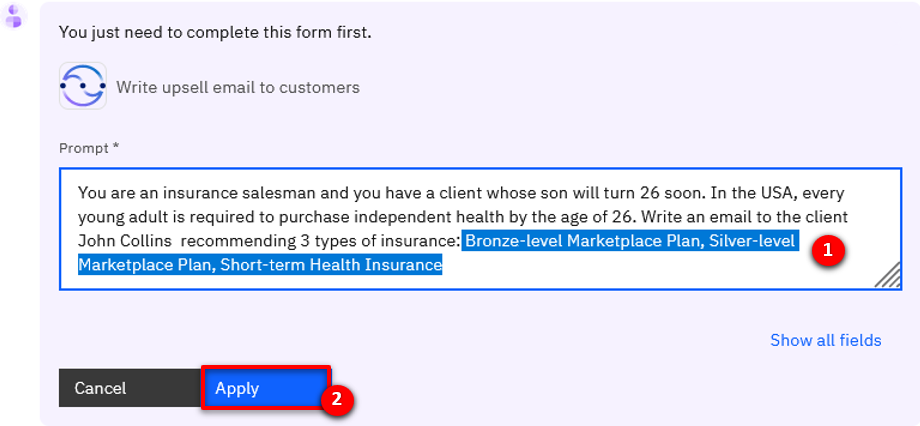 You just need to complete this form first.
Write upsell email to customers
Prompt *
You are an insurance salesman and you have a client whose son will turn 26 soon. In the USA, every
young adult is required to purchase independent health by the age of 26. Write an email to the client
John Collins  recommending 3 types of insurance: Bronze-level Marketplace Plan, Silver-level
Marketplace Plan, Short-term Health Insurance
1
Show all fields
Cancel
Apply
2